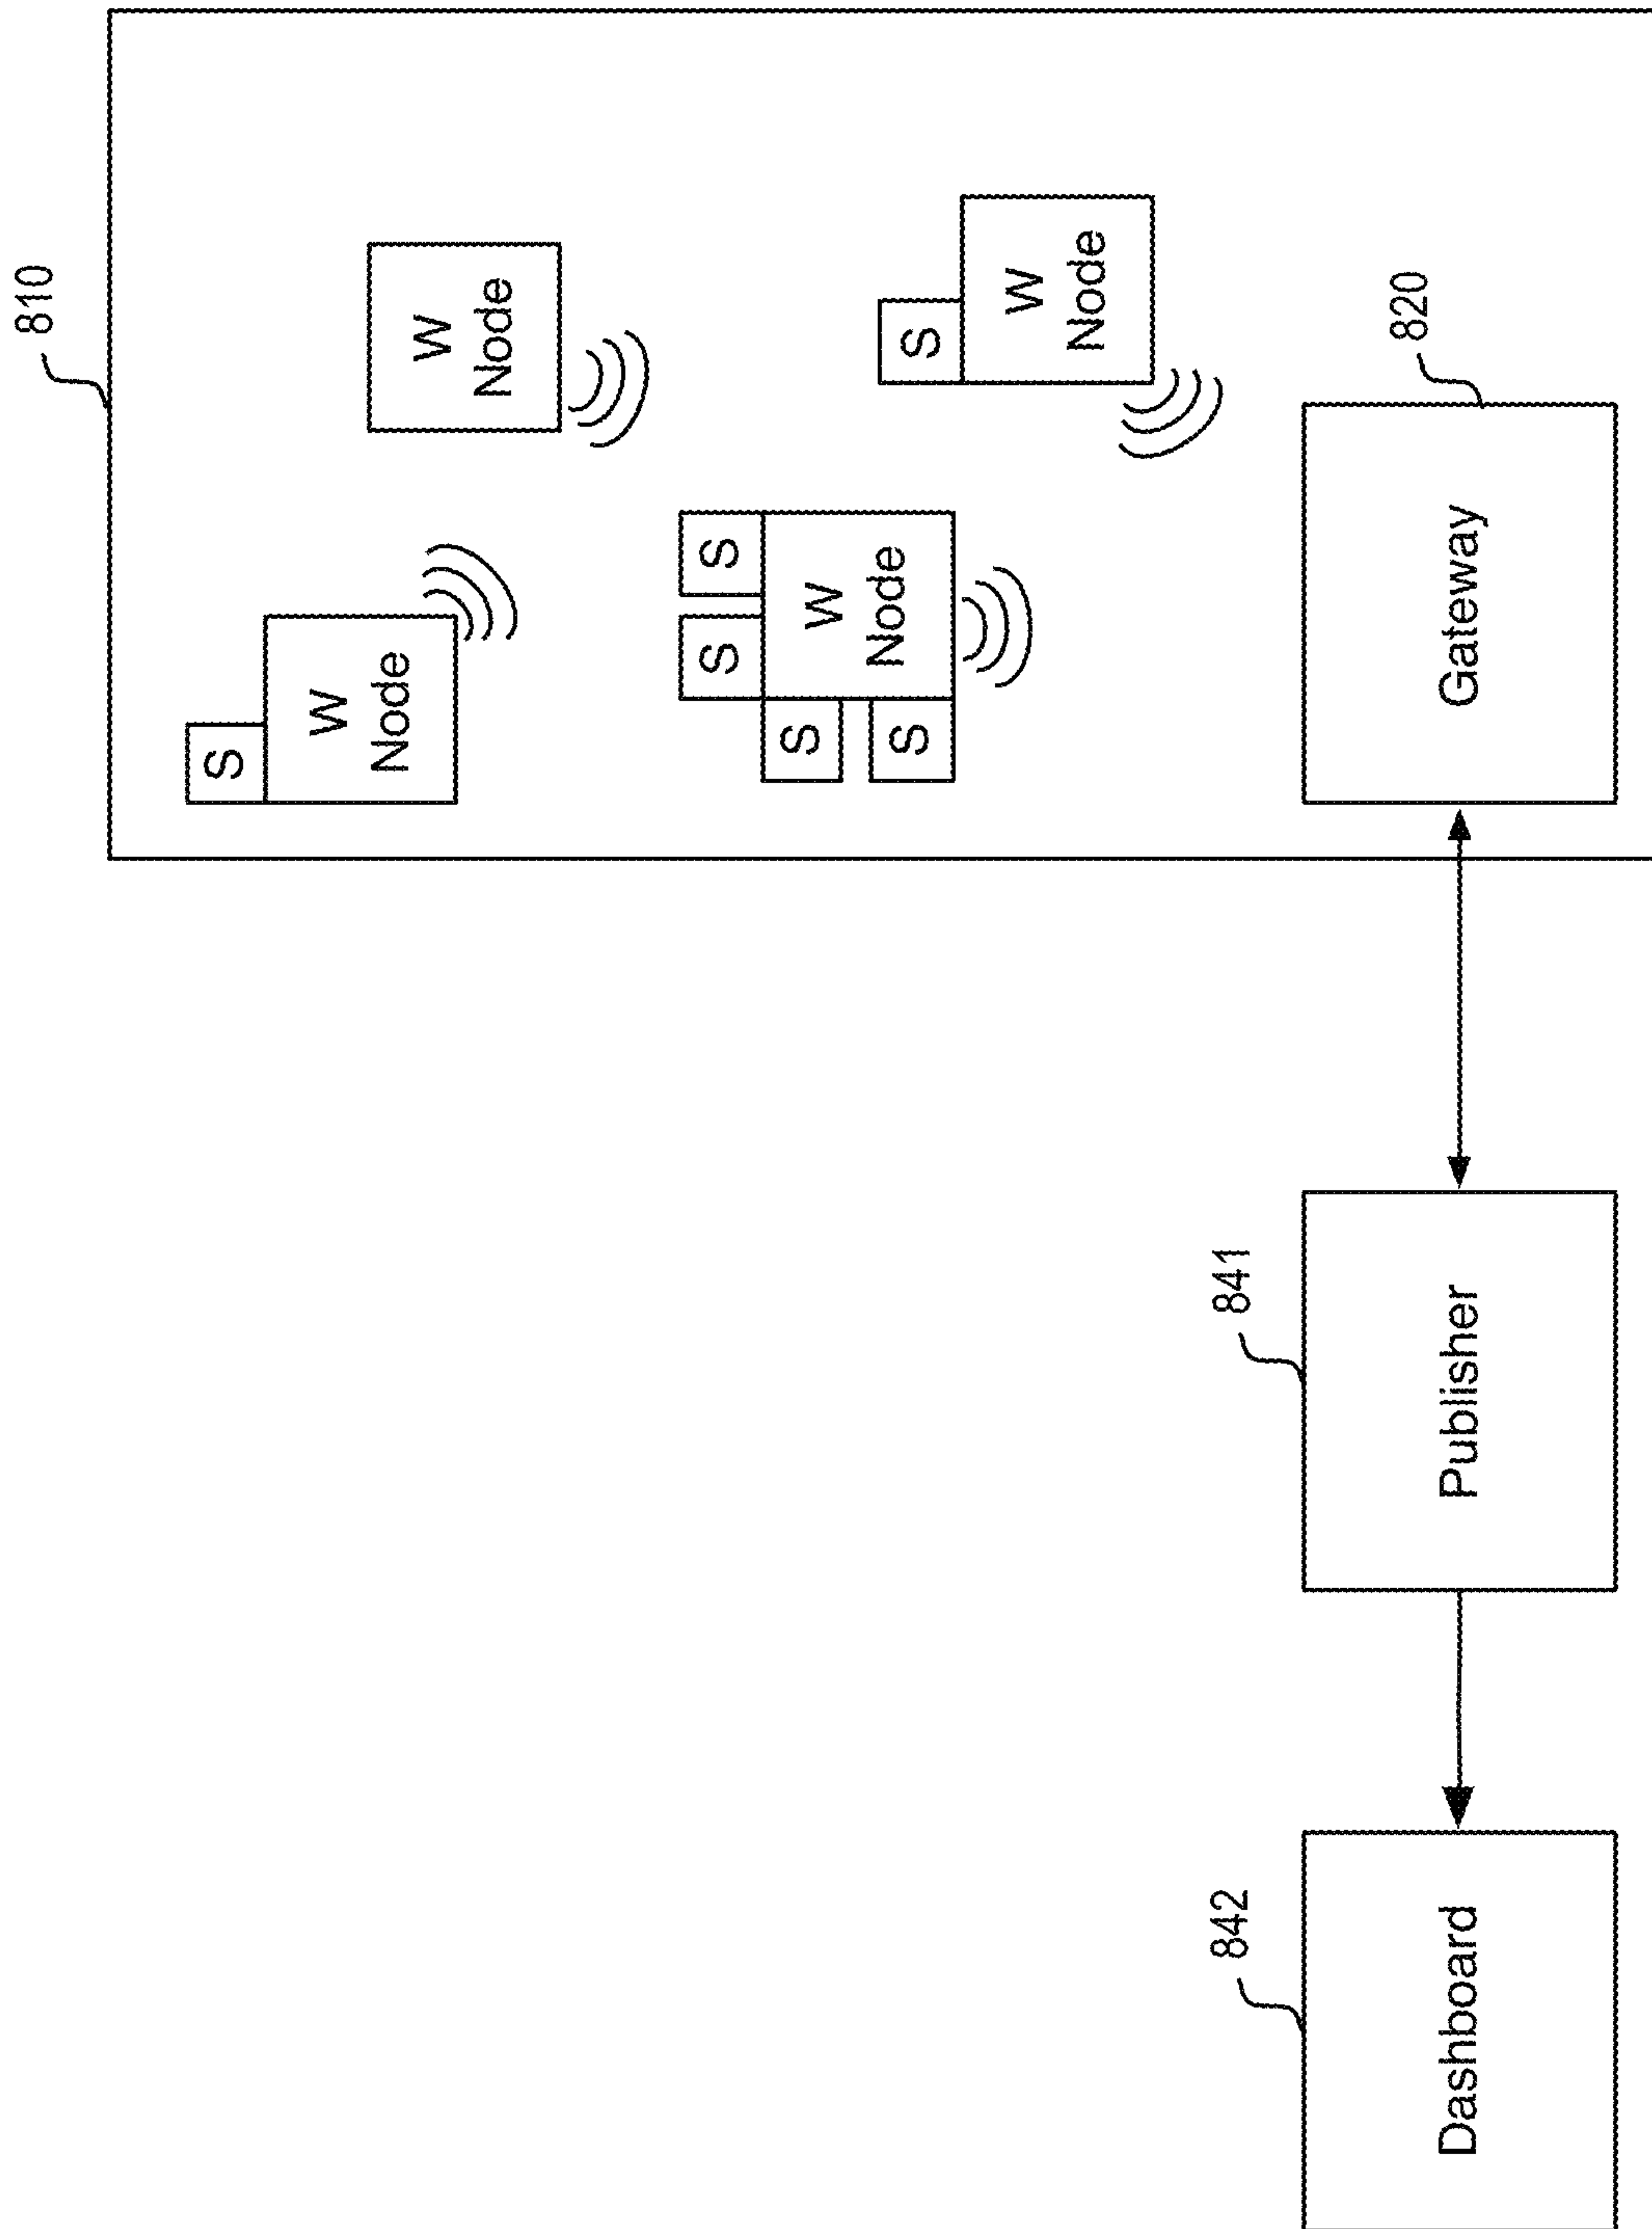 810
S
W
Node
W
Node
S
S
S
S
W
Node
S
W
Node
842
841
820
Dashboard
Publisher
Gateway